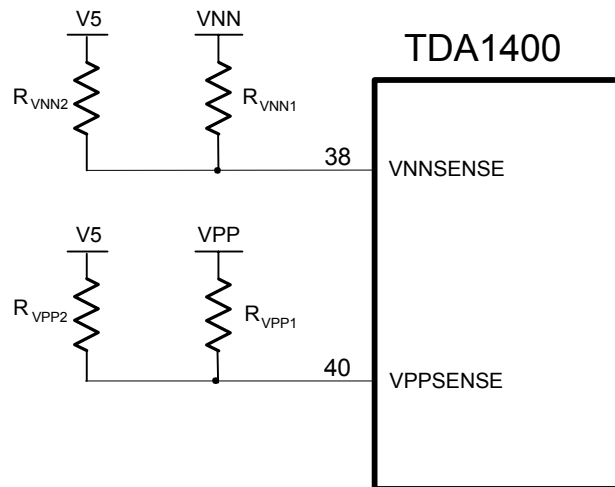 V5 VNN
TDA1400
RVNN2 RVNN1
38 VNNSENSE
V5 VPP
RVPP2 RVPP1
40 VPPSENSE